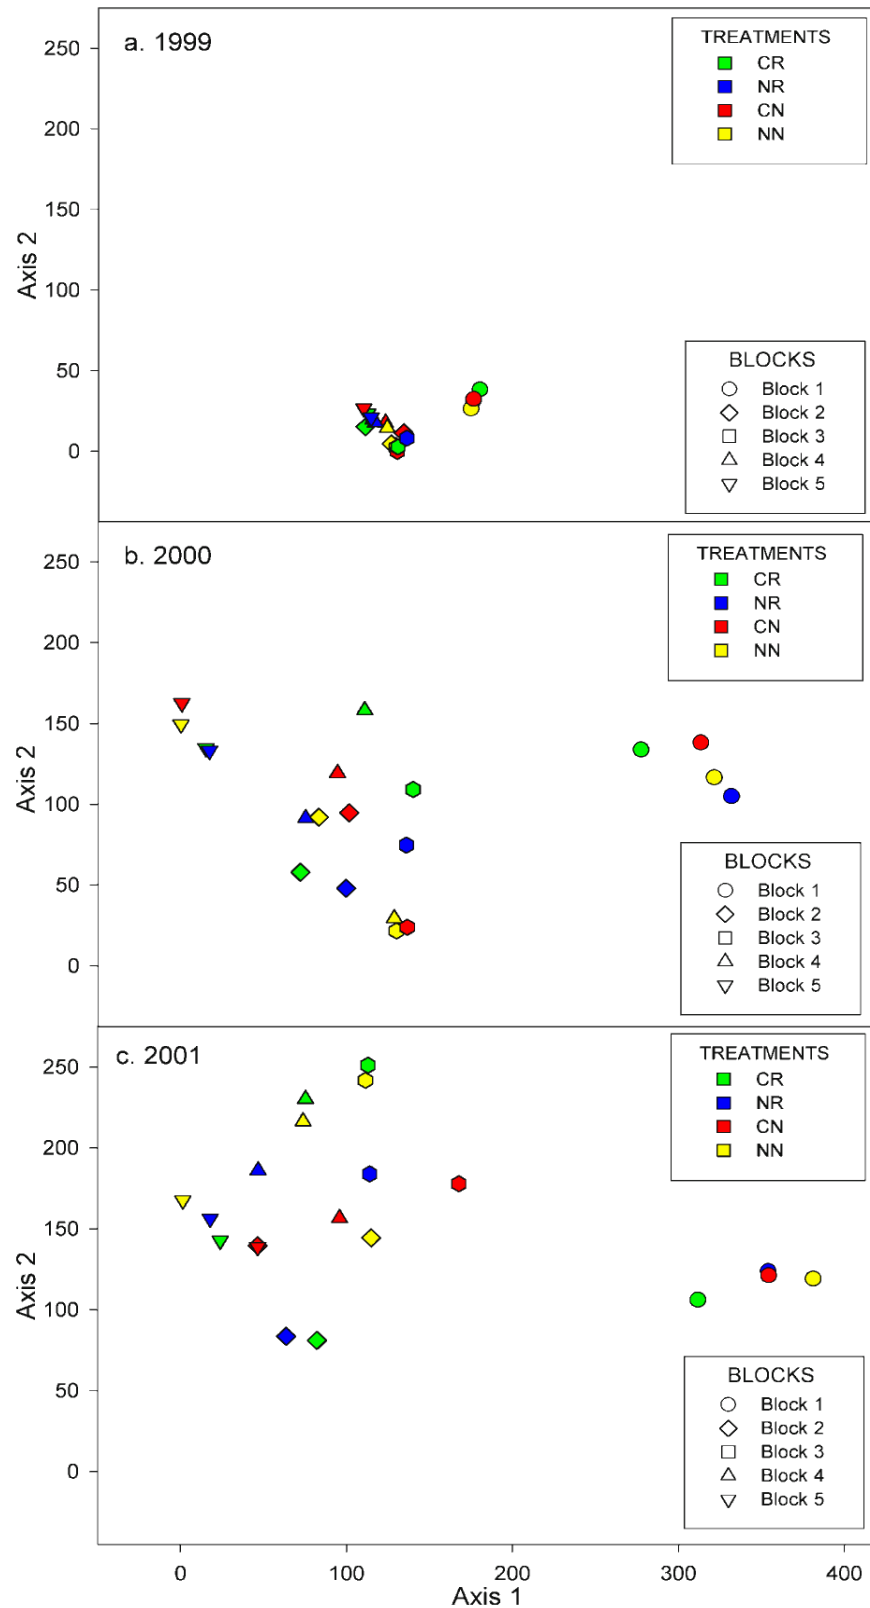 a. 1999
TREATMENTS
CR
NR
CN
NN
250
200
150
100
50
0
Axis 2
BLOCKS
Block 1
Block 2
Block 3
Block 4
Block 5
b. 2000
TREATMENTS
CR
NR
CN
NN
250
200
150
100
50
0
Axis 2
BLOCKS
Block 1
Block 2
Block 3
Block 4
Block 5
c. 2001
TREATMENTS
CR
NR
CN
NN
250
200
150
100
50
0
Axis 2
BLOCKS
Block 1
Block 2
Block 3
Block 4
Block 5
0 100 200 300 400
Axis 1